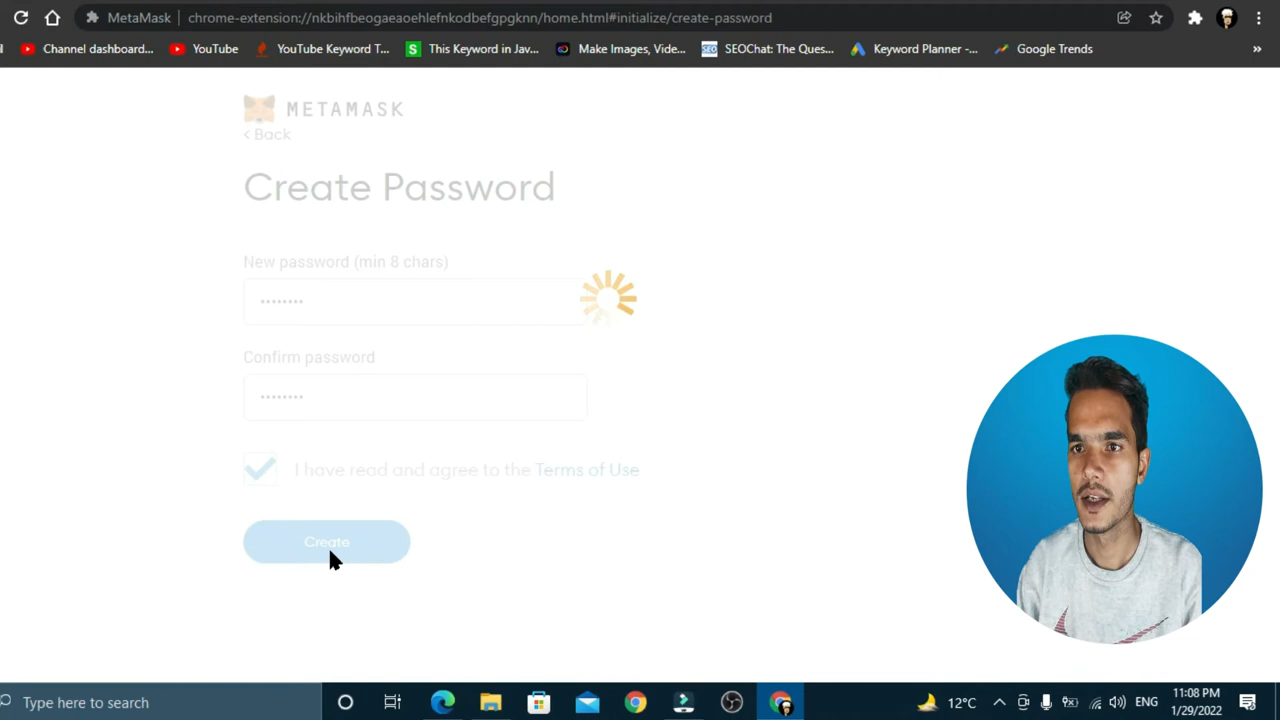 MetaMask
chrome-extension://nkbihfbeogaeaoehlefnkodbefgpgknn/home.html#initialize/create-password
Channel dashboard...
YouTube
YouTube Keyword T...
S
This Keyword in Jav...
Make Images, Vide...
SEO
SEOChat: The Ques...
Keyword Planner -...
Google Trends
»
METAMASK
< Back
Create Password
New password (min 8 chars)
••••••••
Confirm password
••••••••
I have read and agree to the Terms of Use
Create
Type here to search
12°C
ENG
11:08 PM
1/29/2022